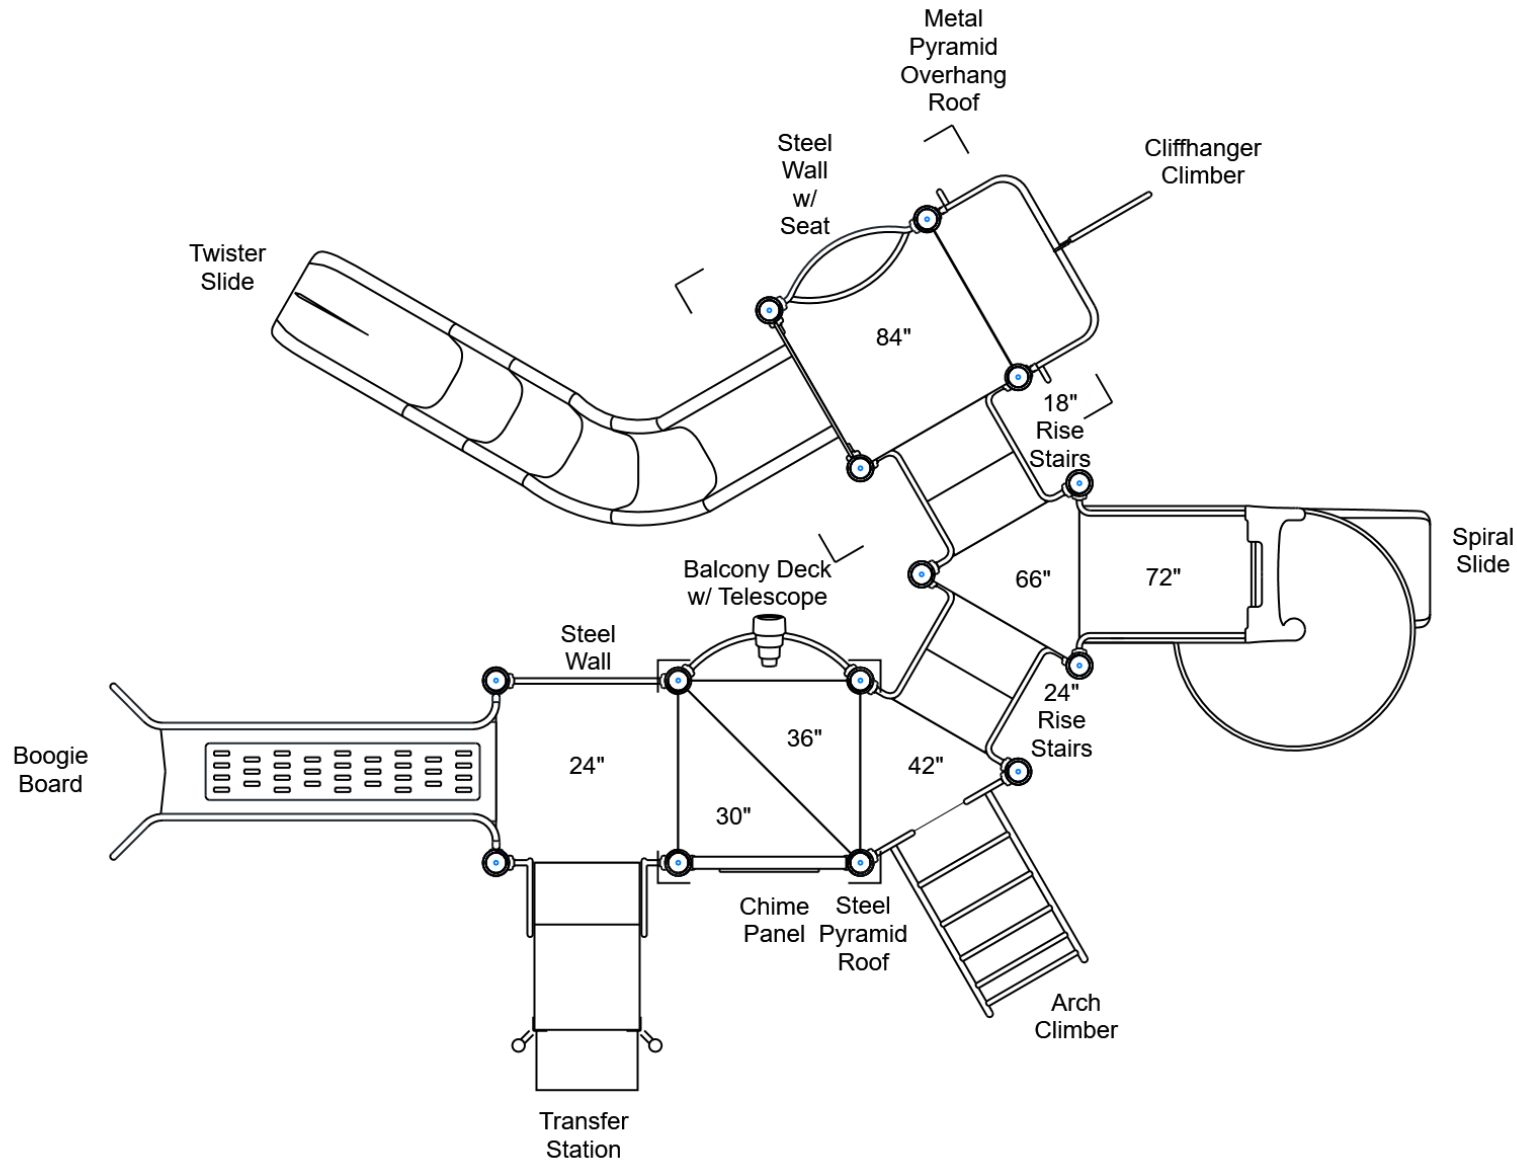 Metal
Pyramid
Overhang
Roof
Steel
Wall
w/
Seat
Cliffhanger
Climber
Twister
Slide
84"
18"
Rise
Stairs
Spiral
Slide
66"
72"
Balcony Deck
w/ Telescope
Steel
Wall
24"
Rise
Stairs
Boogie
Board
24"
36"
42"
30"
Chime
Panel
Steel
Pyramid
Roof
Arch
Climber
Transfer
Station